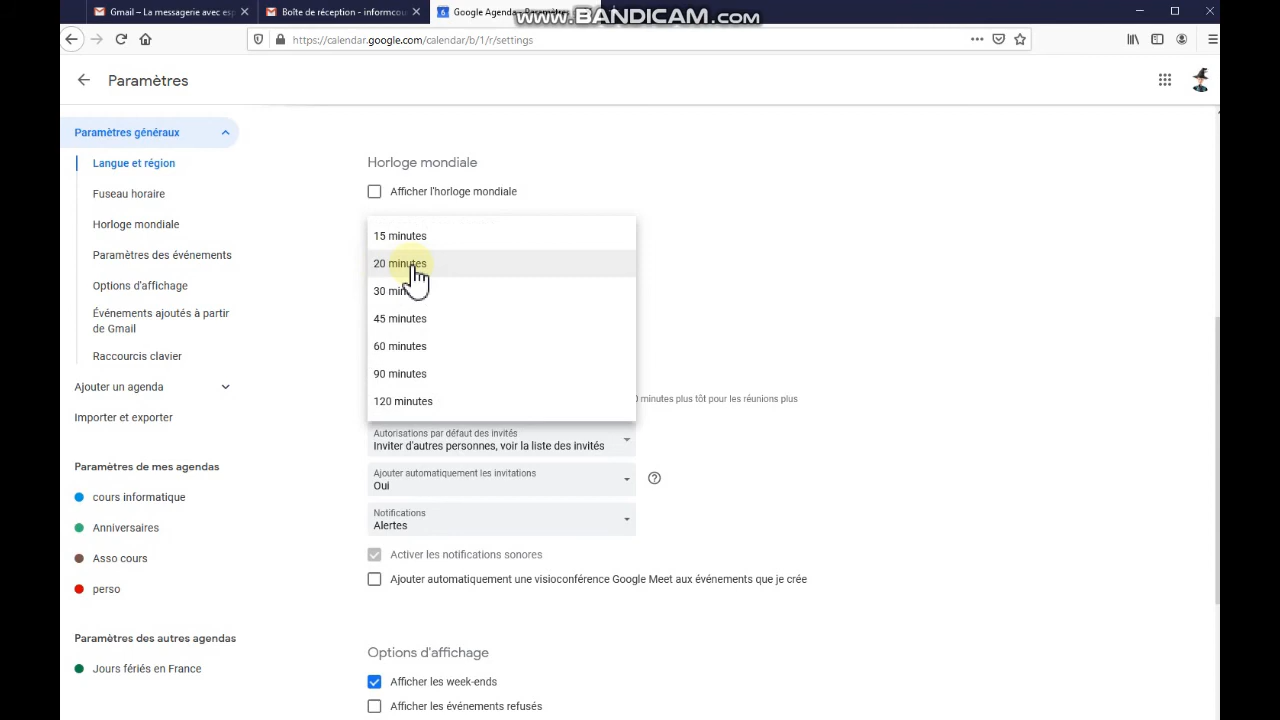 Gmail – La messagerie avec esp
Boîte de réception - informcou
Google Agenda - Paramètres
www.BANDICAM.com
https://calendar.google.com/calendar/b/1/r/settings
Paramètres
Paramètres généraux
Langue et région
Fuseau horaire
Horloge mondiale
Paramètres des événements
Options d'affichage
Événements ajoutés à partir
de Gmail
Raccourcis clavier
Ajouter un agenda
Importer et exporter
Paramètres de mes agendas
cours informatique
Anniversaires
Asso cours
perso
Paramètres des autres agendas
Jours fériés en France
Horloge mondiale
Afficher l'horloge mondiale
15 minutes
20 minutes
30 min
45 minutes
60 minutes
90 minutes
120 minutes
0 minutes plus tôt pour les réunions plus
Autorisations par défaut des invités
Inviter d'autres personnes, voir la liste des invités
Ajouter automatiquement les invitations
Oui
Notifications
Alertes
Activer les notifications sonores
Ajouter automatiquement une visioconférence Google Meet aux événements que je crée
Options d'affichage
Afficher les week-ends
Afficher les événements refusés